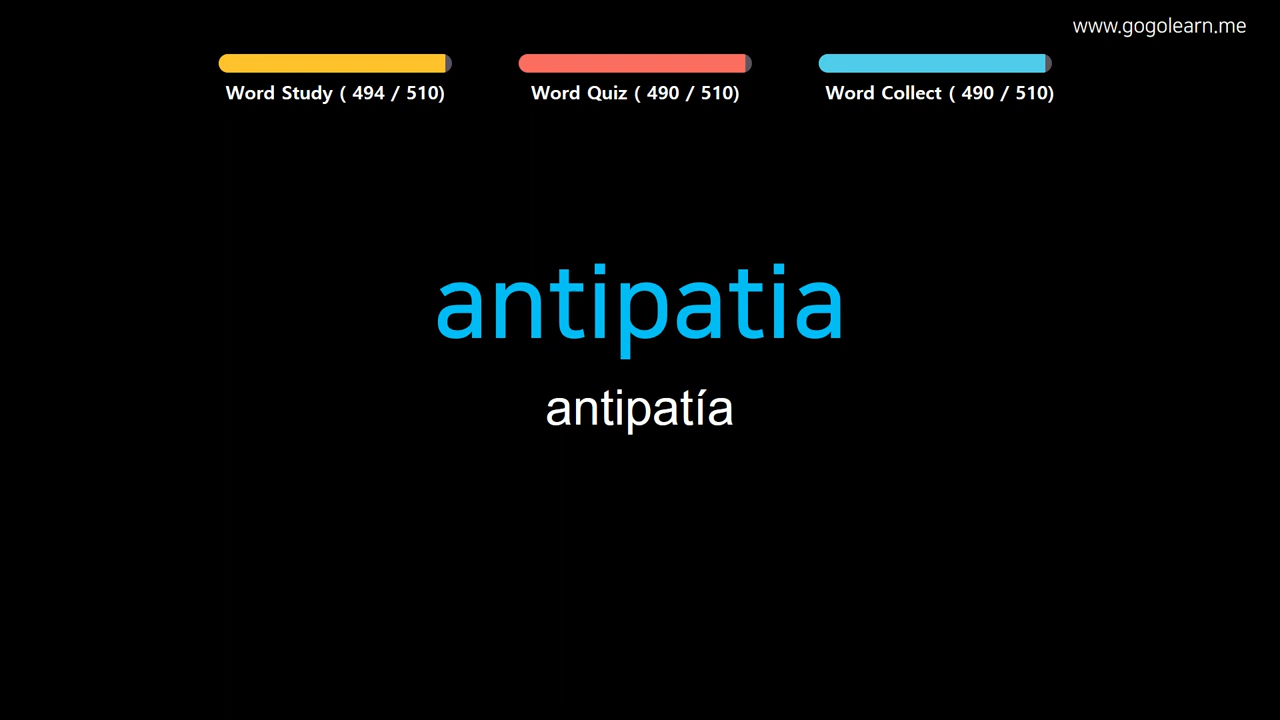 www.gogolearn.me
Word Study ( 494 / 510) Word Quiz ( 490 / 510) Word Collect ( 490 / 510)
antipatia
antipatía